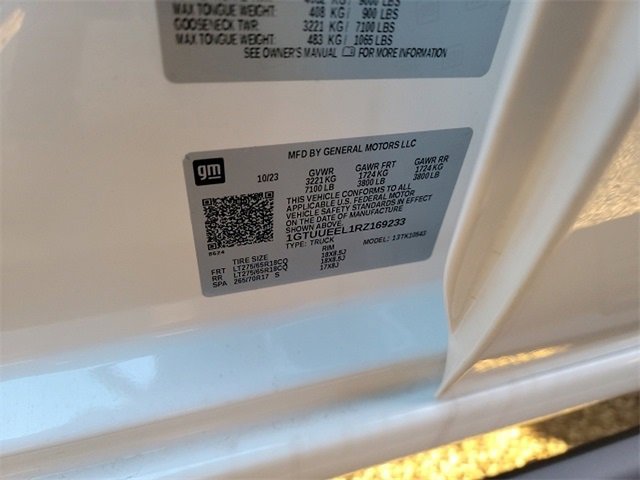 MAX TONGUE WEIGHT: 408 KG / 900 LBS
GOOSENECK TWR: 3221 KG / 7100 LBS
MAX TONGUE WEIGHT: 483 KG / 1065 LBS
SEE OWNER'S MANUAL FOR MORE INFORMATION
gm
MFD BY GENERAL MOTORS LLC
10/23 GVWR GAWR FRT GAWR RR
3221 KG 1724 KG 1724 KG
7100 LB 3800 LB 3800 LB
THIS VEHICLE CONFORMS TO ALL
APPLICABLE U.S. FEDERAL MOTOR
VEHICLE SAFETY STANDARDS IN EFFECT
ON THE DATE OF MANUFACTURE
SHOWN ABOVE.
1GTUUEEL1RZ169233
8624
TYPE: TRUCK MODEL: 13TK10543
TIRE SIZE RIM
FRT LT275/65R18CQ 18X8.5J
RR LT275/65R18CQ 18X8.5J
SPA 265/70R17 S 17X8J